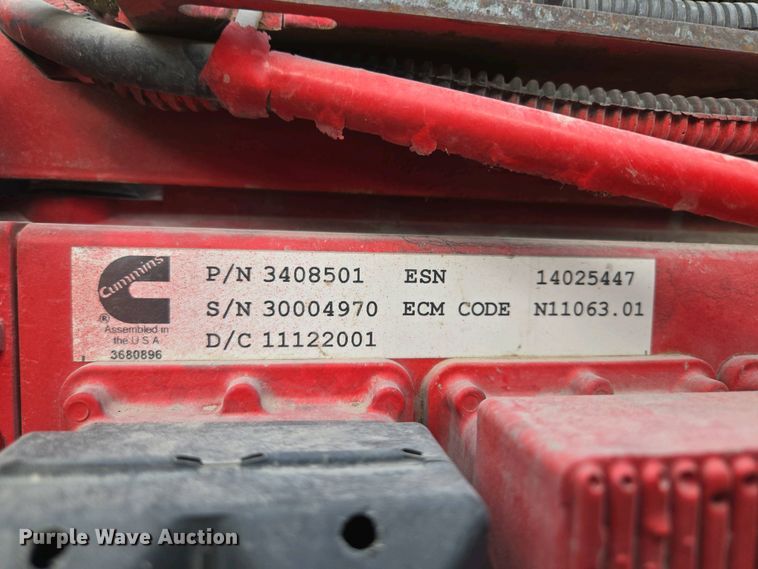 Cummins
®
Assembled in
the U S A
3680896
P/N 3408501 ESN 14025447
S/N 30004970 ECM CODE N11063.01
D/C 11122001
Purple Wave Auction